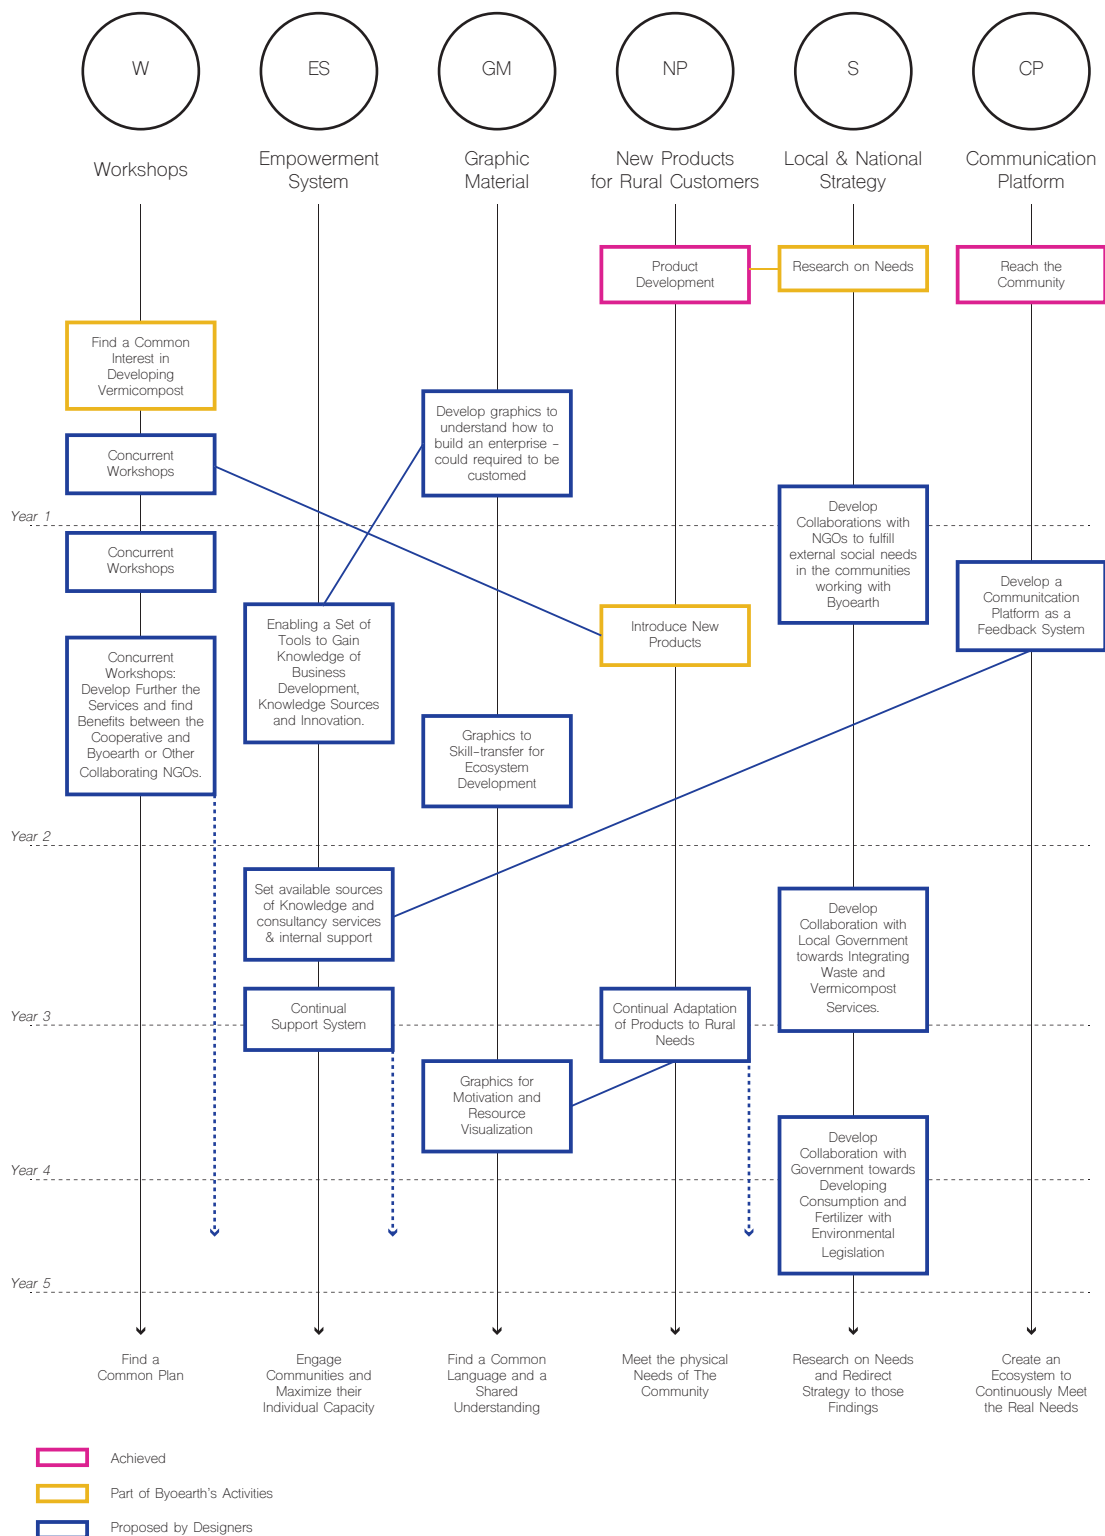 W
ES
GM
NP
S
CP
Workshops
Empowerment
System
Graphic
Material
New Products
for Rural Customers
Local & National
Strategy
Communication
Platform
Product
Development
Research on Needs
Reach the
Community
Find a Common
Interest in
Developing
Vermicompost
Develop graphics to
understand how to
build an enterprise -
could required to be
customed
Concurrent
Workshops
Year 1
Develop
Collaborations with
NGOs to fulfill
external social needs
in the communities
working with
Byoearth
Concurrent
Workshops
Develop a
Communitcation
Platform as a
Feedback System
Enabling a Set of
Tools to Gain
Knowledge of
Business
Development,
Knowledge Sources
and Innovation.
Introduce New
Products
Concurrent
Workshops:
Develop Further the
Services and find
Benefits between the
Cooperative and
Byoearth or Other
Collaborating NGOs.
Graphics to
Skill-transfer for
Ecosystem
Development
Year 2
Set available sources
of Knowledge and
consultancy services
& internal support
Develop
Collaboration with
Local Government
towards Integrating
Waste and
Vermicompost
Services.
Continual
Support System
Continual Adaptation
of Products to Rural
Needs
Year 3
Graphics for
Motivation and
Resource
Visualization
Develop
Collaboration with
Government towards
Developing
Consumption and
Fertilizer with
Environmental
Legislation
Year 4
Year 5
Find a
Common Plan
Engage
Communities and
Maximize their
Individual Capacity
Find a Common
Language and a
Shared
Understanding
Meet the physical
Needs of The
Community
Research on Needs
and Redirect
Strategy to those
Findings
Create an
Ecosystem to
Continuously Meet
the Real Needs
Achieved
Part of Byoearth's Activities
Proposed by Designers